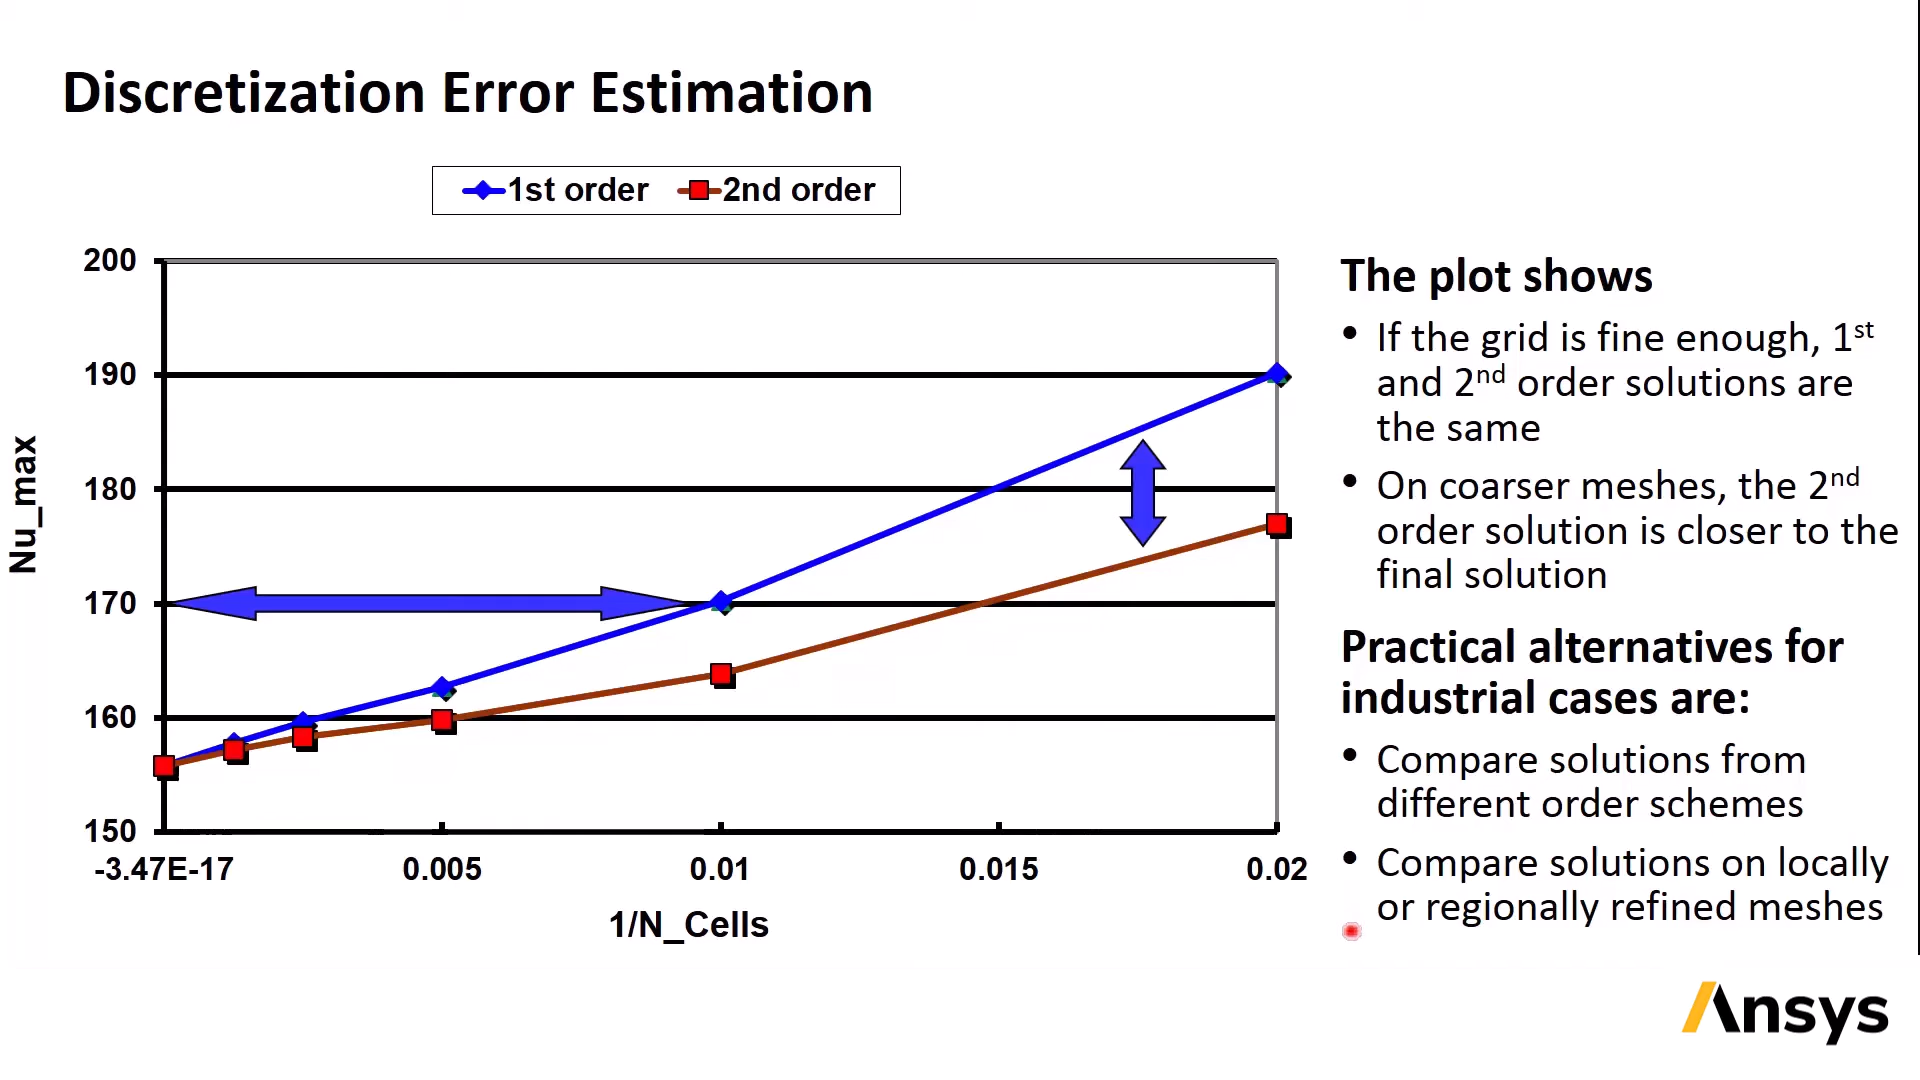 Discretization Error Estimation
1st order 2nd order
200
190
180
170
160
150
Nu_max
-3.47E-17 0.005 0.01 0.015 0.02
1/N_Cells
The plot shows
• If the grid is fine enough, 1st
and 2nd order solutions are
the same
• On coarser meshes, the 2nd
order solution is closer to the
final solution
Practical alternatives for
industrial cases are:
• Compare solutions from
different order schemes
• Compare solutions on locally
or regionally refined meshes
Ansys